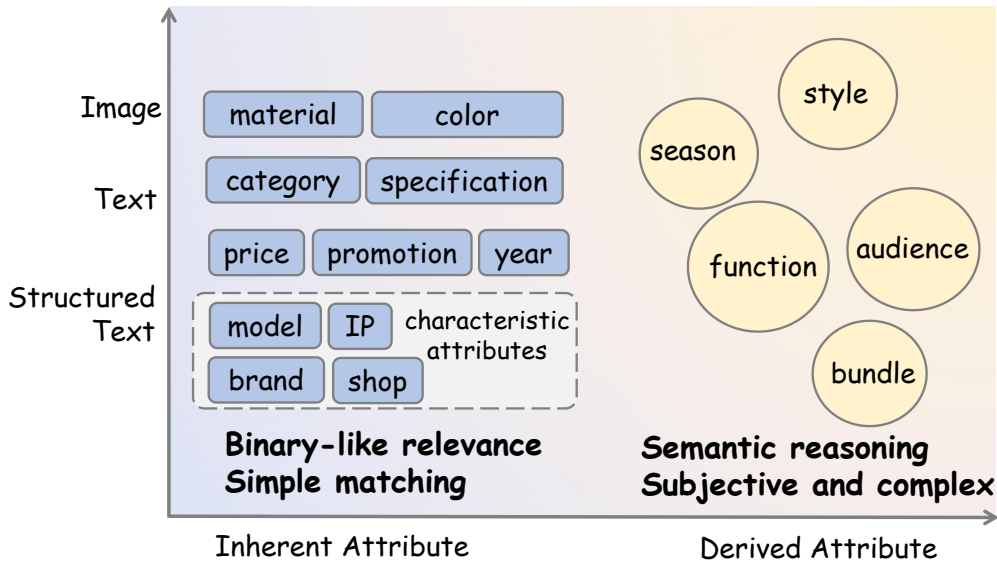 Image
material
color
style
season
Text
category
specification
price
promotion
year
function
audience
Structured
Text
model
IP
characteristic
attributes
brand
shop
bundle
Binary-like relevance
Simple matching
Semantic reasoning
Subjective and complex
Inherent Attribute
Derived Attribute